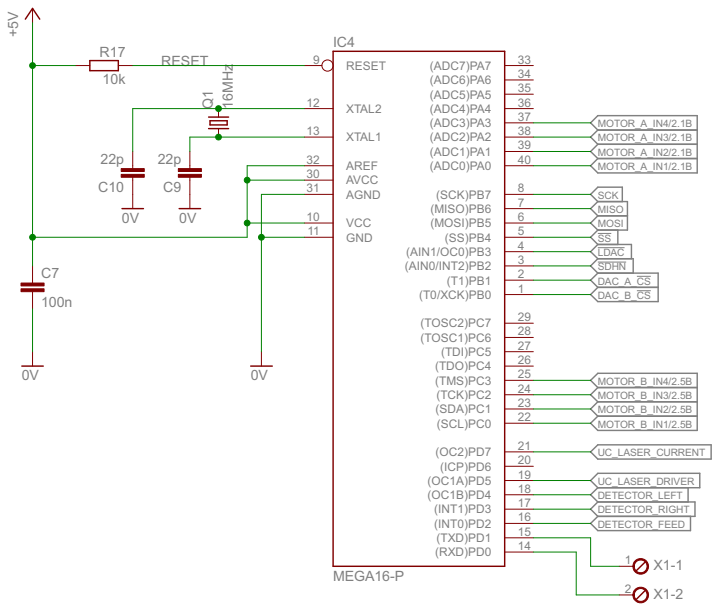 +5V
R17
10k
RESET
IC4
9 RESET (ADC7)PA7 33
(ADC6)PA6 34
(ADC5)PA5 35
Q1 16MHz
12 XTAL2 (ADC4)PA4 36
(ADC3)PA3 37 MOTOR_A_IN4/2.1B
13 XTAL1 (ADC2)PA2 38 MOTOR_A_IN3/2.1B
(ADC1)PA1 39 MOTOR_A_IN2/2.1B
22p 22p
C10 C9
0V 0V
32 AREF (ADC0)PA0 40 MOTOR_A_IN1/2.1B
30 AVCC
31 AGND (SCK)PB7 8 SCK
(MISO)PB6 7 MISO
10 VCC (MOSI)PB5 6 MOSI
11 GND (SS)PB4 5 SS
(AIN1/OC0)PB3 4 LDAC
(AIN0/INT2)PB2 3 SDHN
(T1)PB1 2 DAC_A_CS
(T0/XCK)PB0 1 DAC_B_CS
C7
100n
(TOSC2)PC7 29
(TOSC1)PC6 28
(TDI)PC5 27
(TDO)PC4 26
0V 0V
(TMS)PC3 25 MOTOR_B_IN4/2.5B
(TCK)PC2 24 MOTOR_B_IN3/2.5B
(SDA)PC1 23 MOTOR_B_IN2/2.5B
(SCL)PC0 22 MOTOR_B_IN1/2.5B
(OC2)PD7 21 UC_LASER_CURRENT
(ICP)PD6 20
(OC1A)PD5 19 UC_LASER_DRIVER
(OC1B)PD4 18 DETECTOR_LEFT
(INT1)PD3 17 DETECTOR_RIGHT
(INT0)PD2 16 DETECTOR_FEED
(TXD)PD1 15
(RXD)PD0 14
1 X1-1
MEGA16-P
2 X1-2